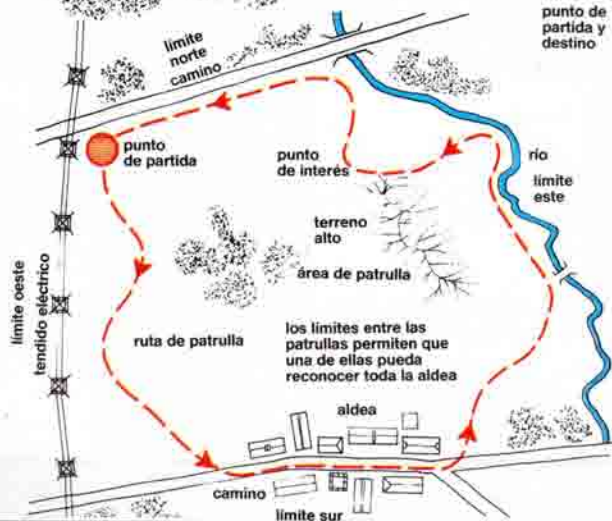 punto de
partida y
destino
límite
norte
camino
punto
de partida
punto
de interés
río
límite
este
terreno
alto
área de patrulla
límite oeste
tendido eléctrico
ruta de patrulla
los límites entre las
patrullas permiten que
una de ellas pueda
reconocer toda la aldea
aldea
camino
límite sur